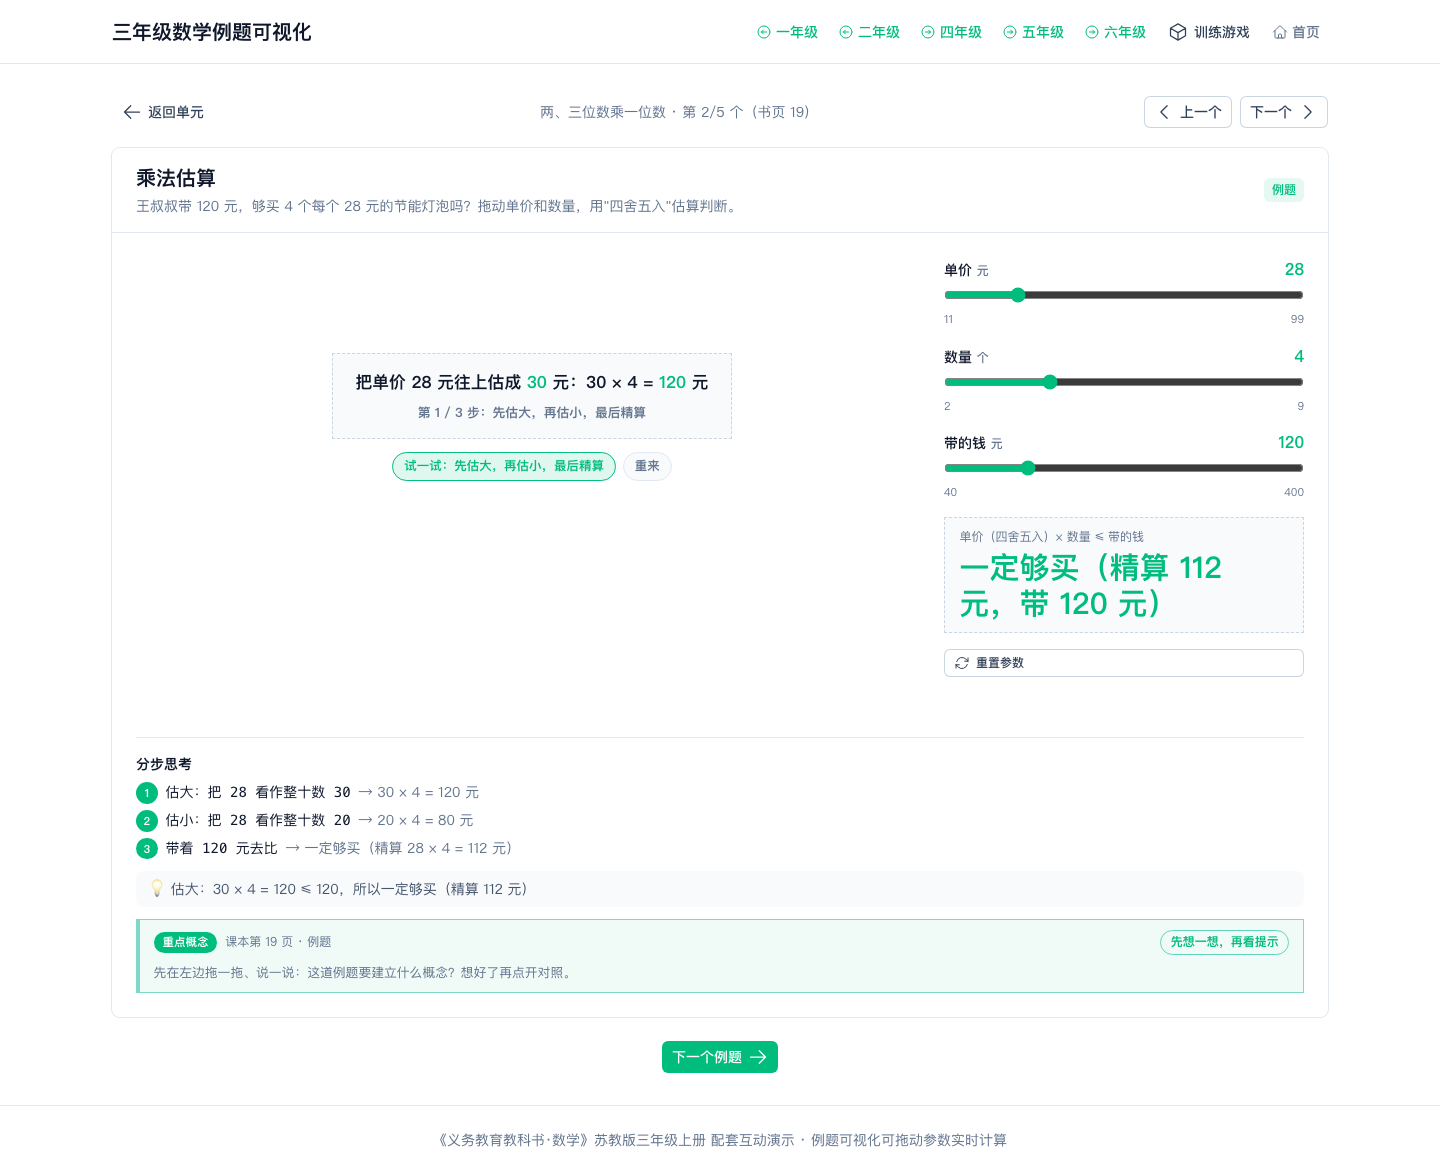 三年级数学例题可视化
一年级
二年级
四年级
五年级
六年级
训练游戏
首页
返回单元
两、三位数乘一位数 · 第 2/5 个（书页 19）
上一个
下一个
乘法估算
王叔叔带 120 元，够买 4 个每个 28 元的节能灯泡吗？拖动单价和数量，用"四舍五入"估算判断。
例题
把单价 28 元往上估成 30 元：30 × 4 = 120 元
第 1 / 3 步：先估大，再估小，最后精算
试一试：先估大，再估小，最后精算
重来
单价 元
28
11
99
数量 个
4
2
9
带的钱 元
120
40
400
单价（四舍五入）× 数量 ⩽ 带的钱
一定够买（精算 112
元，带 120 元）
重置参数
分步思考
1 估大：把 28 看作整十数 30 → 30 × 4 = 120 元
2 估小：把 28 看作整十数 20 → 20 × 4 = 80 元
3 带着 120 元去比 → 一定够买（精算 28 × 4 = 112 元）
💡 估大：30 × 4 = 120 ⩽ 120，所以一定够买（精算 112 元）
重点概念
课本第 19 页 · 例题
先想一想，再看提示
先在左边拖一拖、说一说：这道例题要建立什么概念？想好了再点开对照。
下一个例题
《义务教育教科书·数学》苏教版三年级上册 配套互动演示 · 例题可视化可拖动参数实时计算